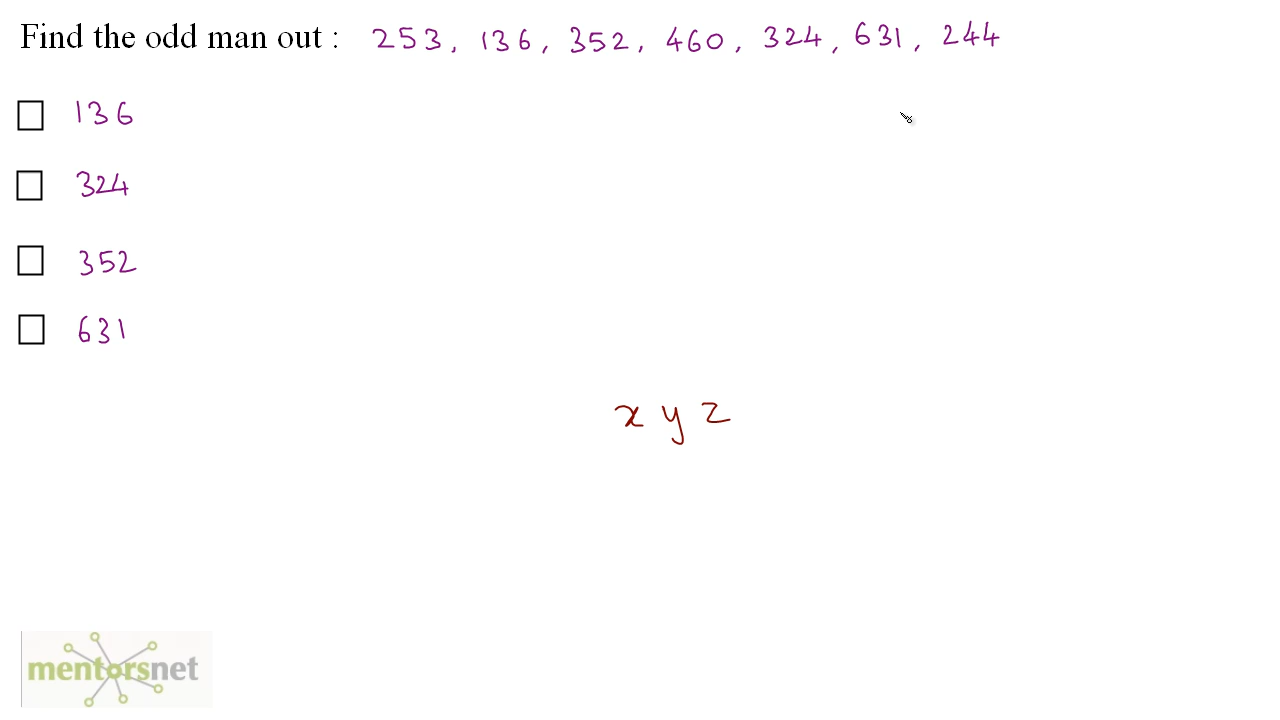 Find the odd man out : 253, 136, 352, 460, 324, 631, 244
136
324
352
631
x y z
mentorsnet